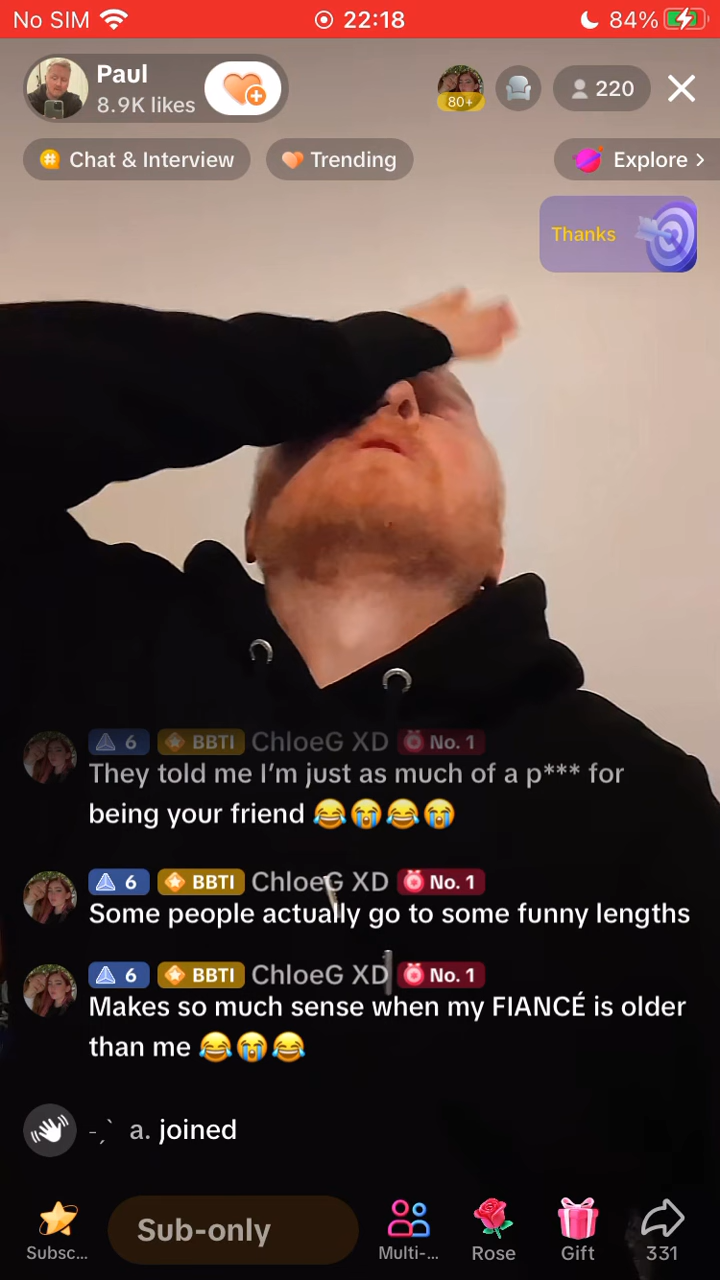 No SIM 22:18 84%
Paul
8.9K likes
80+
220
Chat & Interview
Trending
Explore
Thanks
6 BBTI ChloeG XD No. 1
They told me I'm just as much of a p*** for
being your friend 😂😭😂😭
6 BBTI ChloeG XD No. 1
Some people actually go to some funny lengths
6 BBTI ChloeG XD No. 1
Makes so much sense when my FIANCÉ is older
than me 😂😭😂
-ˏˋ a. joined
Sub-only
Subsc...
Multi-...
Rose
Gift
331